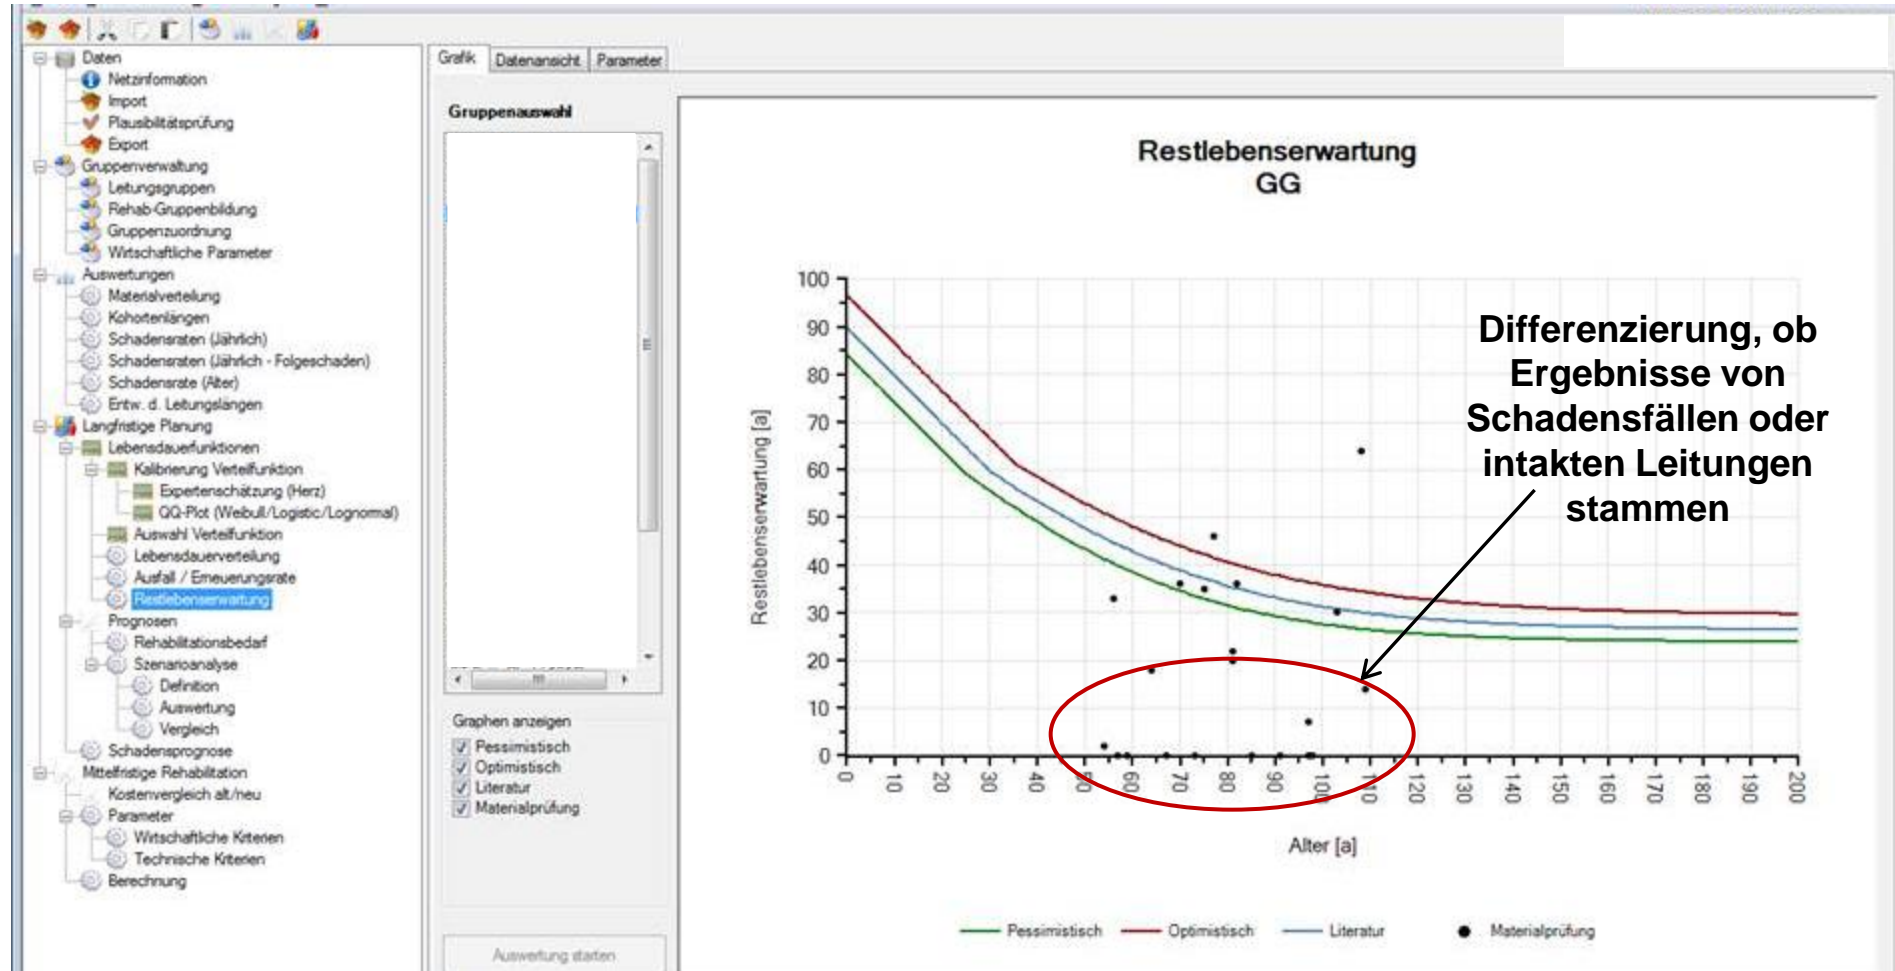 Daten
Netzinformation
Import
Plausibilitätsprüfung
Export
Gruppenverwaltung
Leitungsgruppen
Rehab-Gruppenbildung
Gruppenzuordnung
Wirtschaftliche Parameter
Auswertungen
Materialverteilung
Kohortenlängen
Schadensraten (Jährlich)
Schadensraten (Jährlich - Folgeschaden)
Schadensrate (Alter)
Entw. d. Leitungslängen
Langfristige Planung
Lebensdauerfunktionen
Kalibrierung Verteilfunktion
Expertenschätzung (Herz)
QQ-Plot (Weibull/Logistic/Lognormal)
Auswahl Verteilfunktion
Lebensdauerverteilung
Ausfall / Erneuerungsrate
Restlebenserwartung
Prognosen
Rehabilitationsbedarf
Szenarioanalyse
Definition
Auswertung
Vergleich
Schadensprognose
Mittelfristige Rehabilitation
Kostenvergleich alt/neu
Parameter
Wirtschaftliche Kriterien
Technische Kriterien
Berechnung
Grafik Datenansicht Parameter
Gruppenauswahl
Graphen anzeigen
Pessimistisch
Optimistisch
Literatur
Materialprüfung
Auswertung starten
Restlebenserwartung
GG
Restlebenserwartung [a]
100
90
80
70
60
50
40
30
20
10
0
0 10 20 30 40 50 60 70 80 90 100 110 120 130 140 150 160 170 180 190 200
Alter [a]
Differenzierung, ob
Ergebnisse von
Schadensfällen oder
intakten Leitungen
stammen
Pessimistisch Optimistisch Literatur Materialprüfung